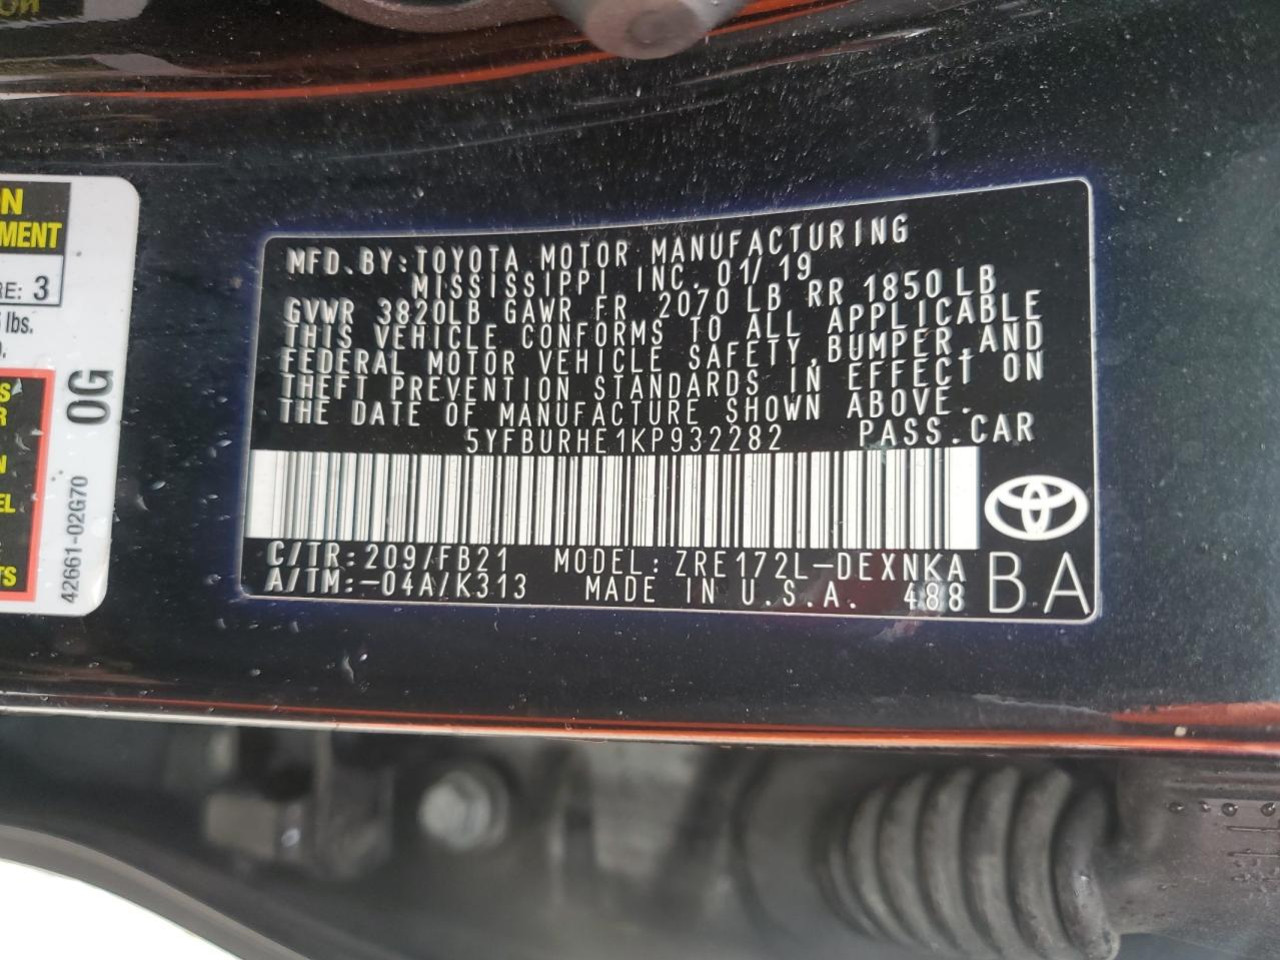 MFD.BY:TOYOTA MOTOR MANUFACTURING
MISSISSIPPI INC. 01/19
GVWR 3820LB GAWR FR 2070 LB RR 1850LB
THIS VEHICLE CONFORMS TO ALL APPLICABLE
FEDERAL MOTOR VEHICLE SAFETY,BUMPER,AND
THEFT PREVENTION STANDARDS IN EFFECT ON
THE DATE OF MANUFACTURE SHOWN ABOVE.
5YFBURHE1KP932282 PASS.CAR
C/TR:209/FB21 MODEL:ZRE172L-DEXNKA
A/TM:-04A/K313 MADE IN U.S.A. 488
BA
3
lbs.
0G
42661-02G70